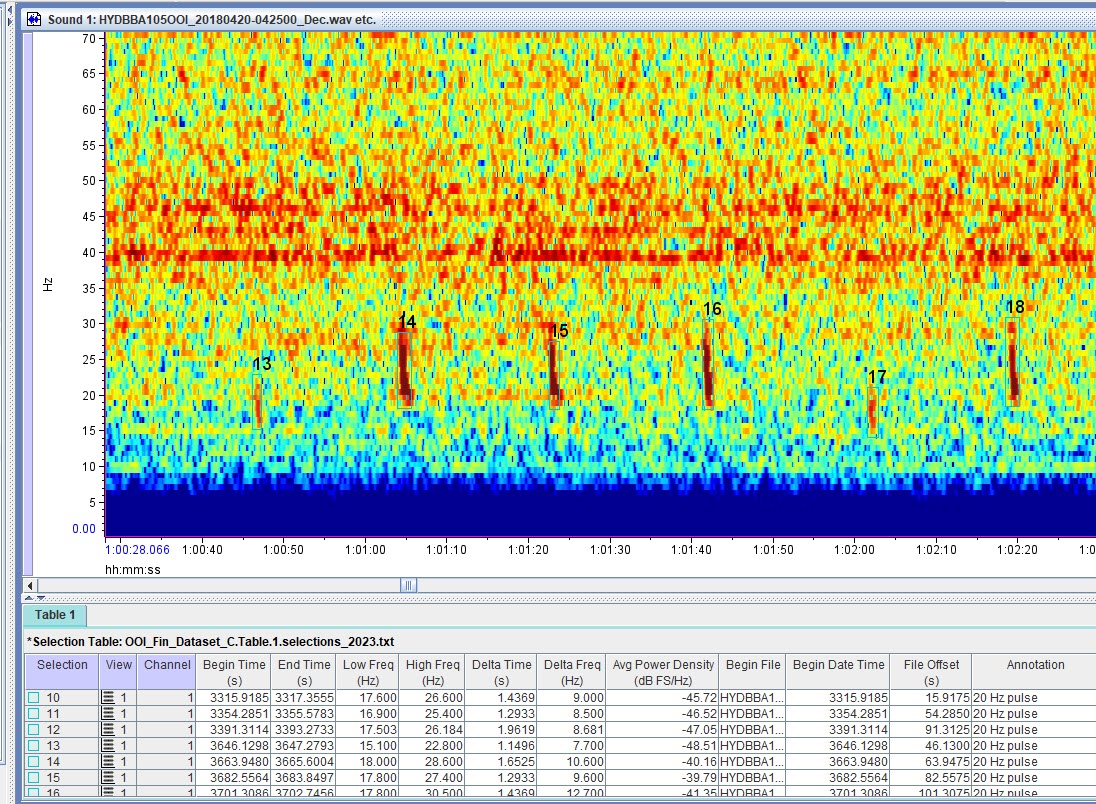 Sound 1: HYDBBA105OOI_20180420-042500_Dec.wav etc.
70
65
60
55
50
45
40
35
30
25
20
15
10
5
0.00
Hz
13
14
15
16
17
18
1:00:28.066 1:00:40 1:00:50 1:01:00 1:01:10 1:01:20 1:01:30 1:01:40 1:01:50 1:02:00 1:02:10 1:02:20 1:0
hh:mm:ss
Table 1
*Selection Table: OOI_Fin_Dataset_C.Table.1.selections_2023.txt
Selection View Channel Begin Time (s) End Time (s) Low Freq (Hz) High Freq (Hz) Delta Time (s) Delta Freq (Hz) Avg Power Density (dB FS/Hz) Begin File Begin Date Time File Offset (s) Annotation
10 1 1 3315.9185 3317.3555 17.600 26.600 1.4369 9.000 -45.72 HYDBBA1... 3315.9185 15.9175 20 Hz pulse
11 1 1 3354.2851 3355.5783 16.900 25.400 1.2933 8.500 -46.52 HYDBBA1... 3354.2851 54.2850 20 Hz pulse
12 1 1 3391.3114 3393.2733 17.503 26.184 1.9619 8.681 -47.05 HYDBBA1... 3391.3114 91.3125 20 Hz pulse
13 1 1 3646.1298 3647.2793 15.100 22.800 1.1496 7.700 -48.51 HYDBBA1... 3646.1298 46.1300 20 Hz pulse
14 1 1 3663.9480 3665.6004 18.000 28.600 1.6525 10.600 -40.16 HYDBBA1... 3663.9480 63.9475 20 Hz pulse
15 1 1 3682.5564 3683.8497 17.800 27.400 1.2933 9.600 -39.79 HYDBBA1... 3682.5564 82.5575 20 Hz pulse
16 1 1 3701.3086 3702.7456 17.800 30.500 1.4369 12.700 -41.35 HYDBBA1... 3701.3086 101.3075 20 Hz pulse